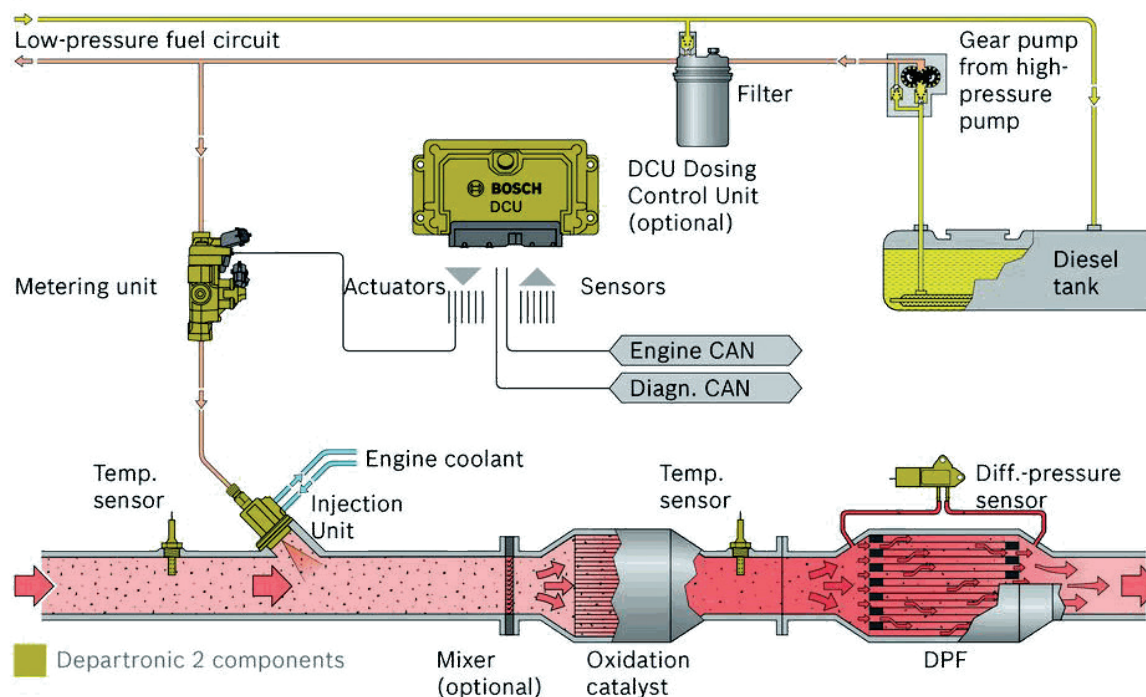 Low-pressure fuel circuit
Gear pump
from high-
pressure
pump
Filter
DCU Dosing
Control Unit
(optional)
BOSCH
DCU
Diesel
tank
Metering unit
Actuators
Sensors
Engine CAN
Diagn. CAN
Temp.
sensor
Engine coolant
Injection
Unit
Temp.
sensor
Diff.-pressure
sensor
Departronic 2 components
Mixer
(optional)
Oxidation
catalyst
DPF